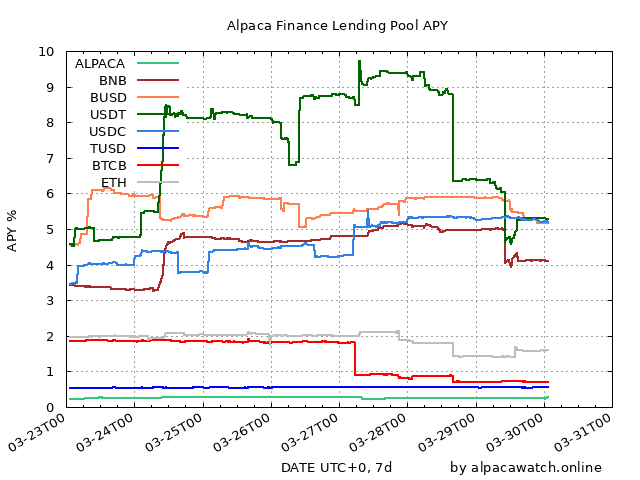 Alpaca Finance Lending Pool APY
10
9
8
7
6
5
4
3
2
1
0
APY %
ALPACA
BNB
BUSD
USDT
USDC
TUSD
BTCB
ETH
03-23T00
03-24T00
03-25T00
03-26T00
03-27T00
03-28T00
03-29T00
03-30T00
03-31T00
DATE UTC+0, 7d
by alpacawatch.online